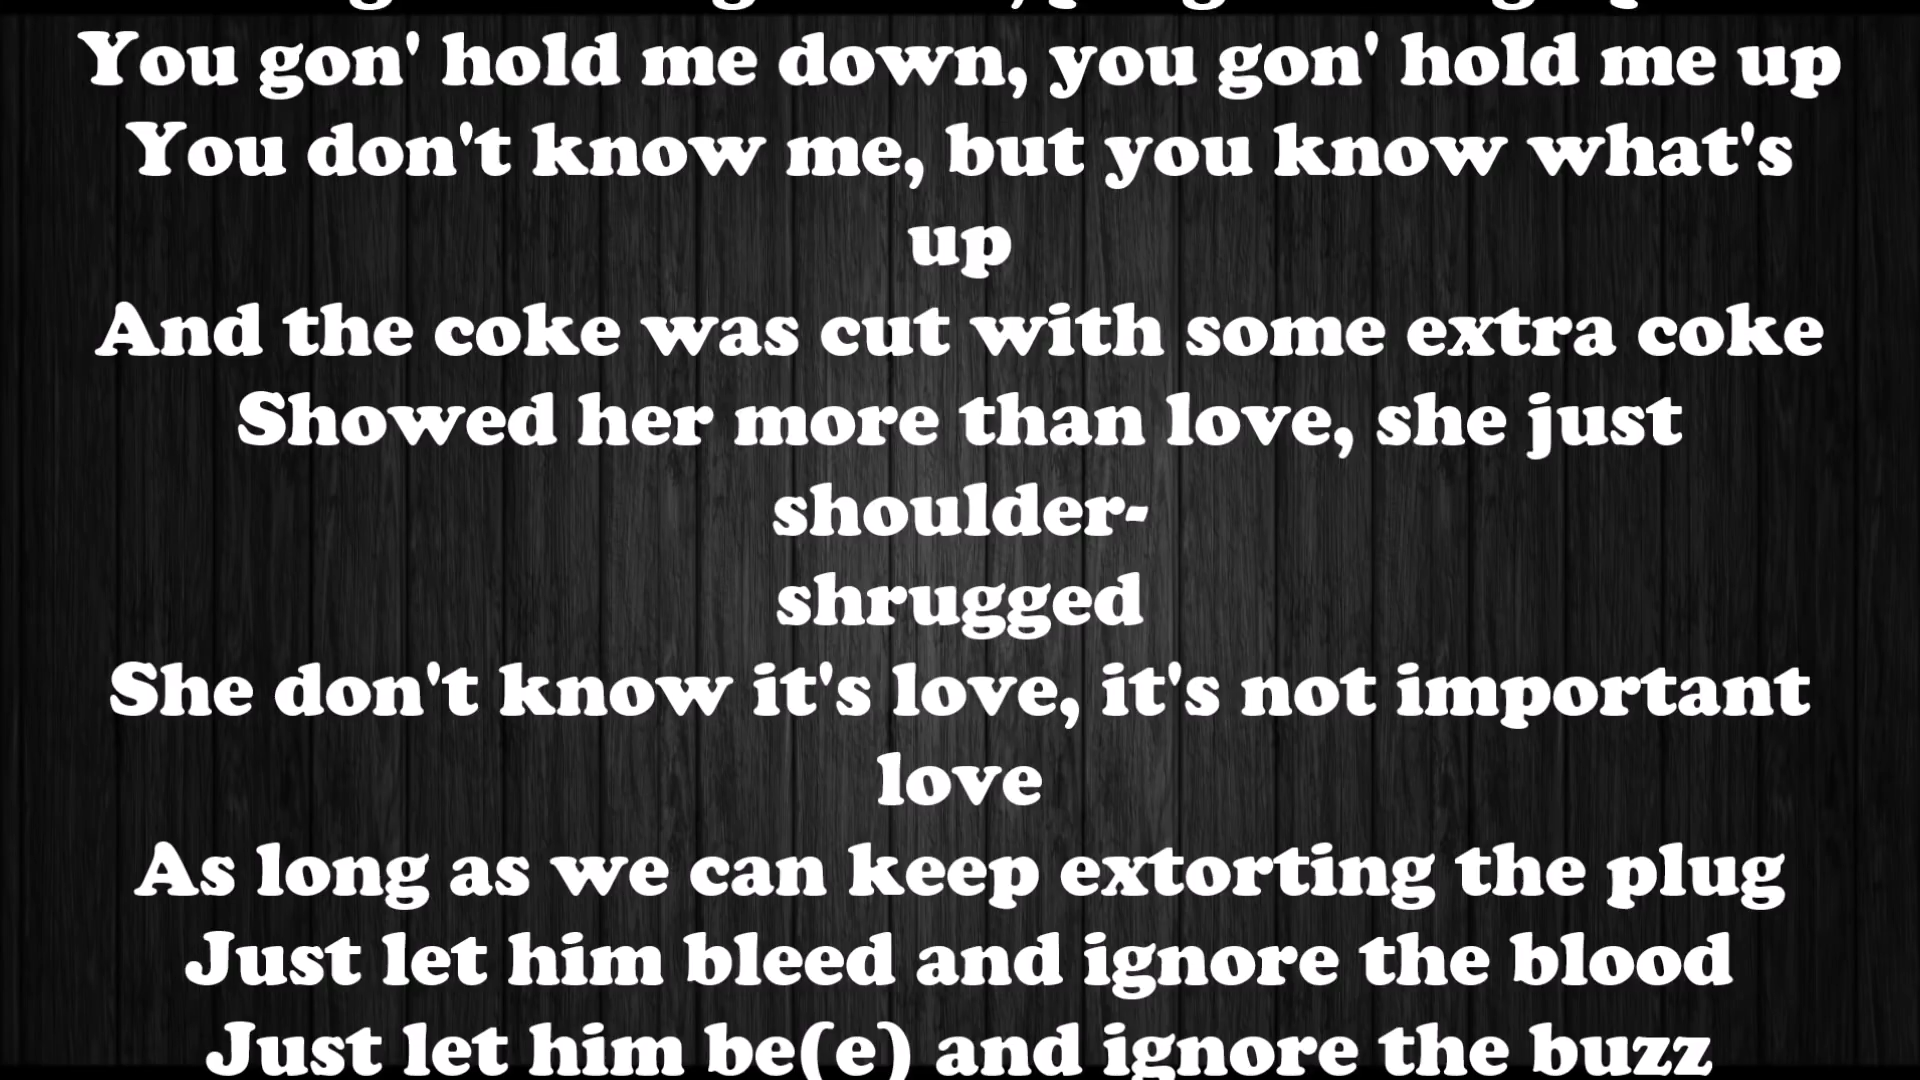 You gon' hold me down, you gon' hold me up
You don't know me, but you know what's
up
And the coke was cut with some extra coke
Showed her more than love, she just
shoulder-
shrugged
She don't know it's love, it's not important
love
As long as we can keep extorting the plug
Just let him bleed and ignore the blood
Just let him be(e) and ignore the buzz